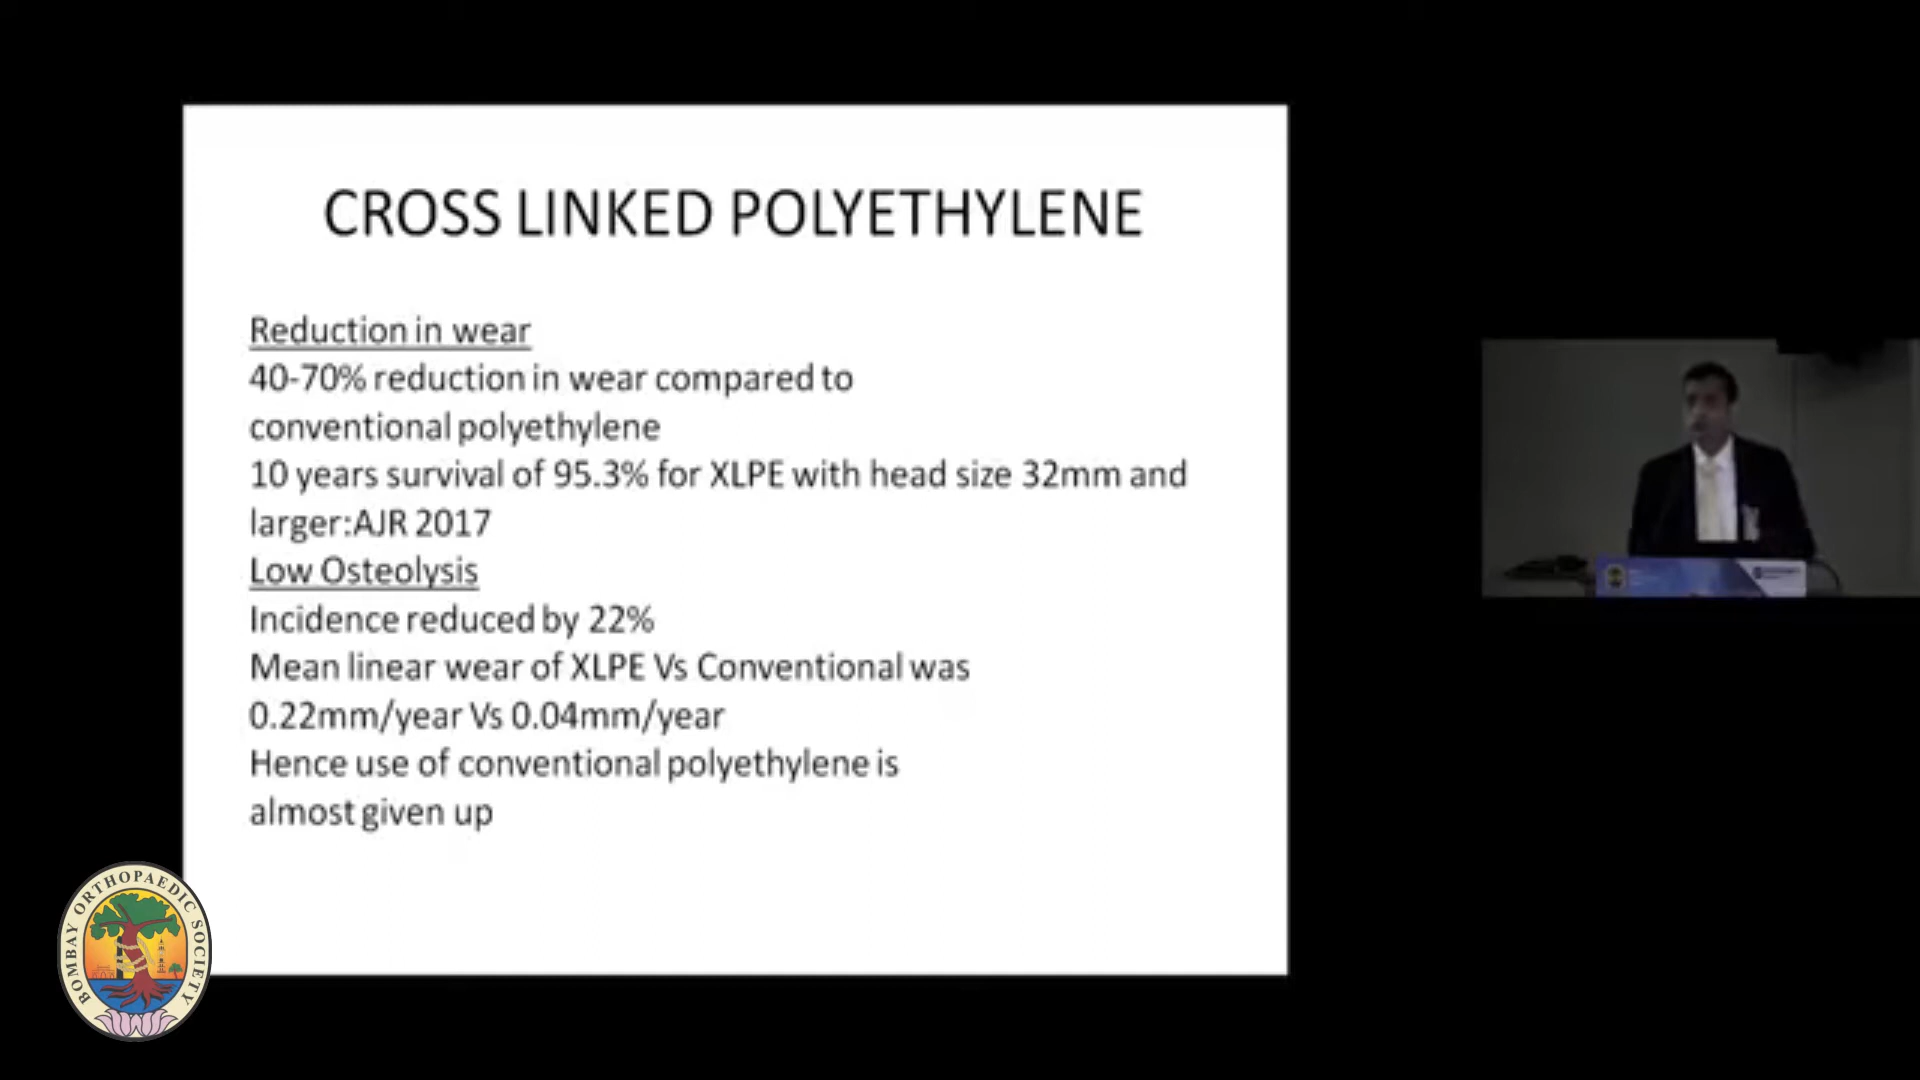 CROSS LINKED POLYETHYLENE
Reduction in wear
40-70% reduction in wear compared to
conventional polyethylene
10 years survival of 95.3% for XLPE with head size 32mm and
larger:AJR 2017
Low Osteolysis
Incidence reduced by 22%
Mean linear wear of XLPE Vs Conventional was
0.22mm/year Vs 0.04mm/year
Hence use of conventional polyethylene is
almost given up
BOMBAY ORTHOPAEDIC SOCIETY